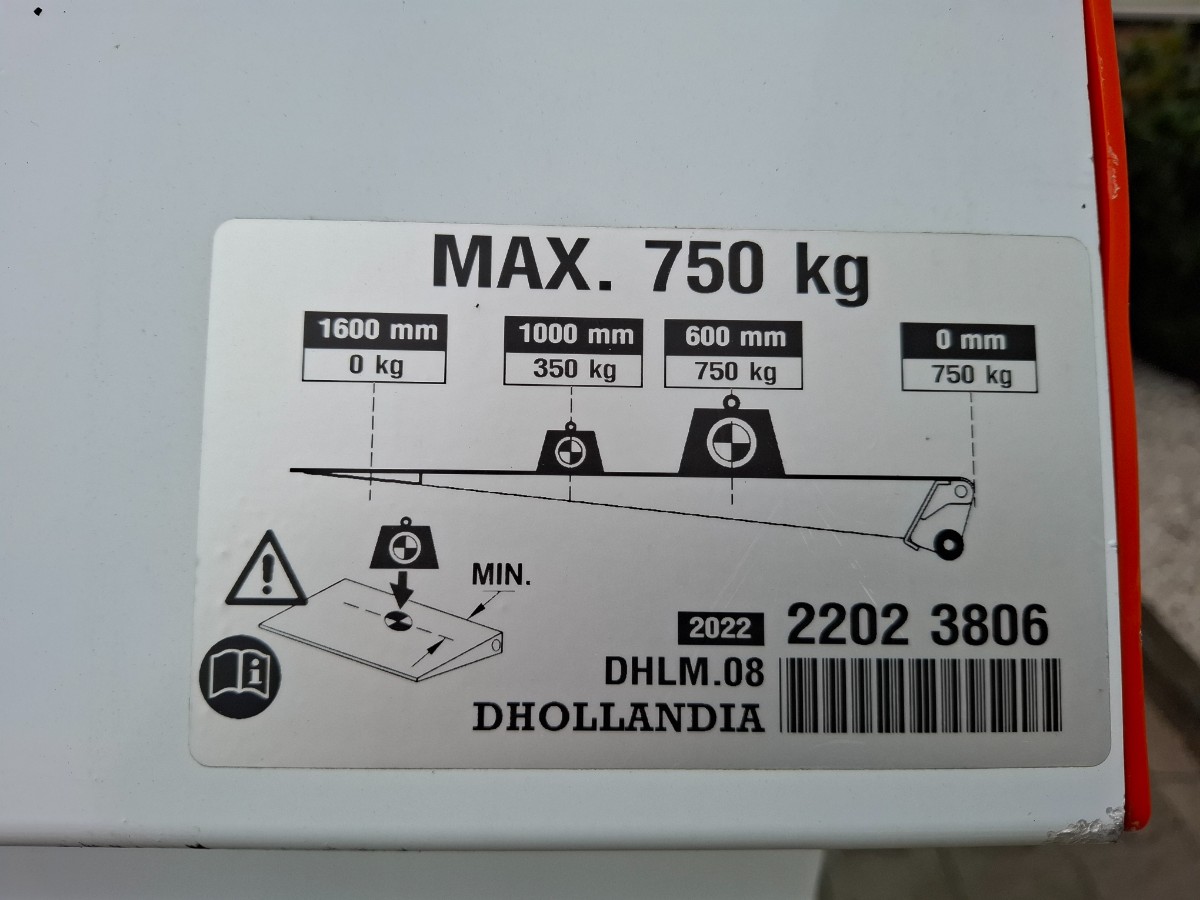 MAX. 750 kg
1600 mm
0 kg
1000 mm
350 kg
600 mm
750 kg
0 mm
750 kg
MIN.
2022 2202 3806
DHLM.08
DHOLLANDIA